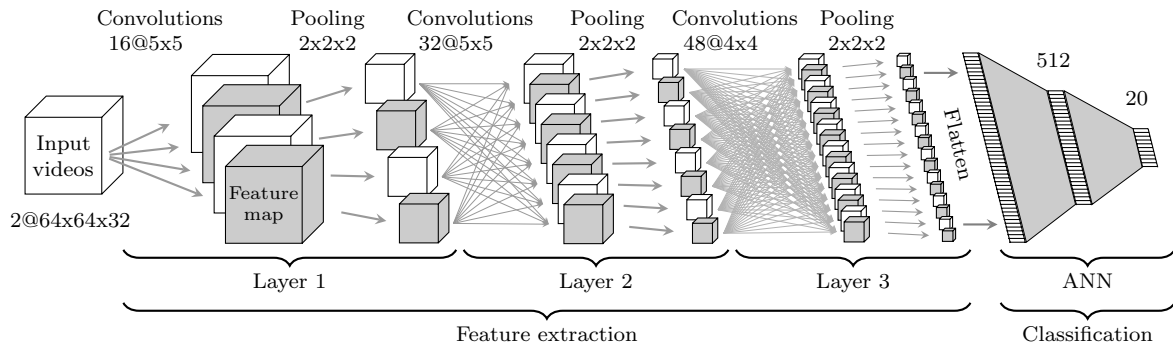 Convolutions
16@5x5
Pooling
2x2x2
Convolutions
32@5x5
Pooling
2x2x2
Convolutions
48@4x4
Pooling
2x2x2
512
20
Input
videos
2@64x64x32
Feature
map
Flatten
Layer 1
Layer 2
Layer 3
ANN
Feature extraction
Classification